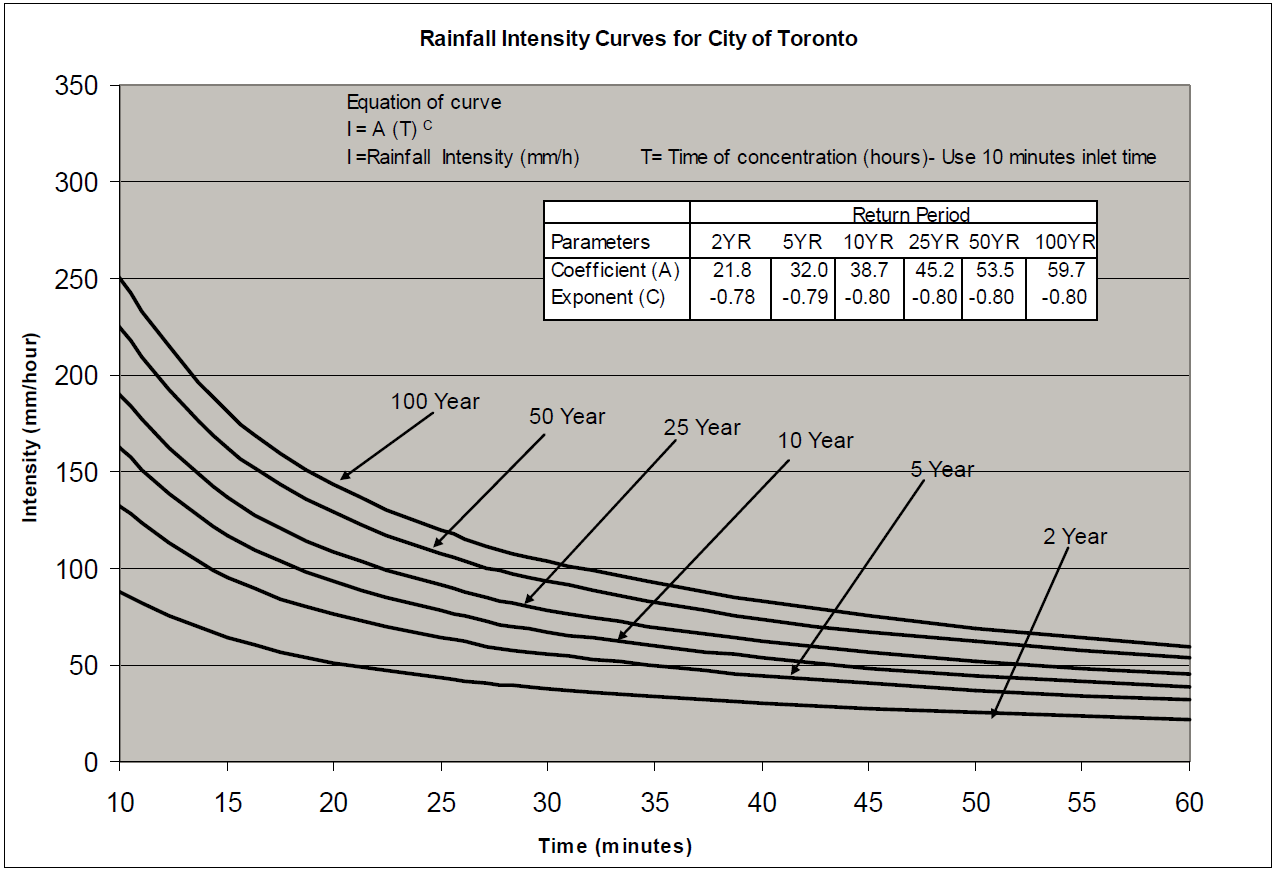 Rainfall Intensity Curves for City of Toronto
350
300
250
200
150
100
50
0
Intensity (mm/hour)
Equation of curve
I = A (T) C
I =Rainfall Intensity (mm/h) T= Time of concentration (hours)- Use 10 minutes inlet time
Return Period
Parameters 2YR 5YR 10YR 25YR 50YR 100YR
Coefficient (A) 21.8 32.0 38.7 45.2 53.5 59.7
Exponent (C) -0.78 -0.79 -0.80 -0.80 -0.80 -0.80
100 Year
50 Year
25 Year
10 Year
5 Year
2 Year
10 15 20 25 30 35 40 45 50 55 60
Time (minutes)